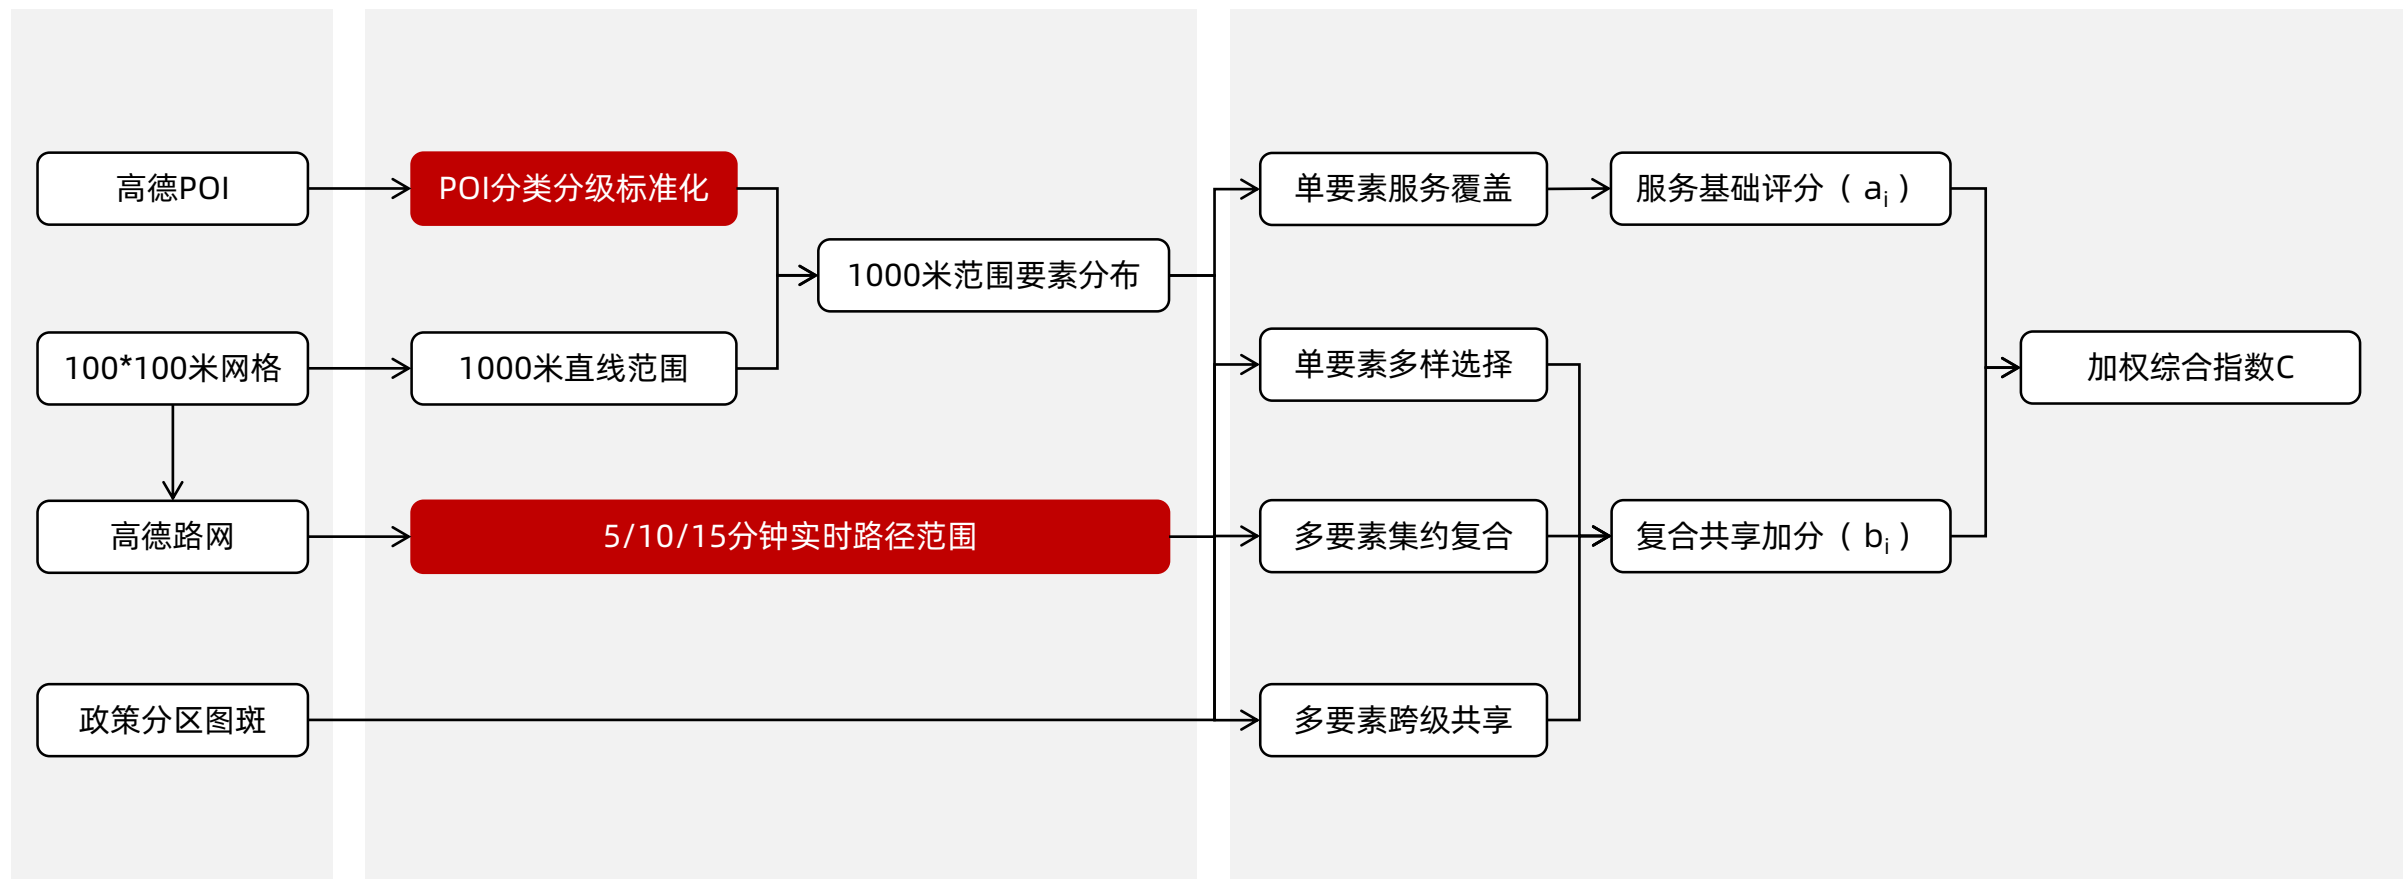 高德POI
100*100米网格
高德路网
政策分区图斑
POI分类分级标准化
1000米直线范围
1000米范围要素分布
5/10/15分钟实时路径范围
单要素服务覆盖
单要素多样选择
多要素集约复合
多要素跨级共享
服务基础评分（ai）
复合共享加分（bi）
加权综合指数C